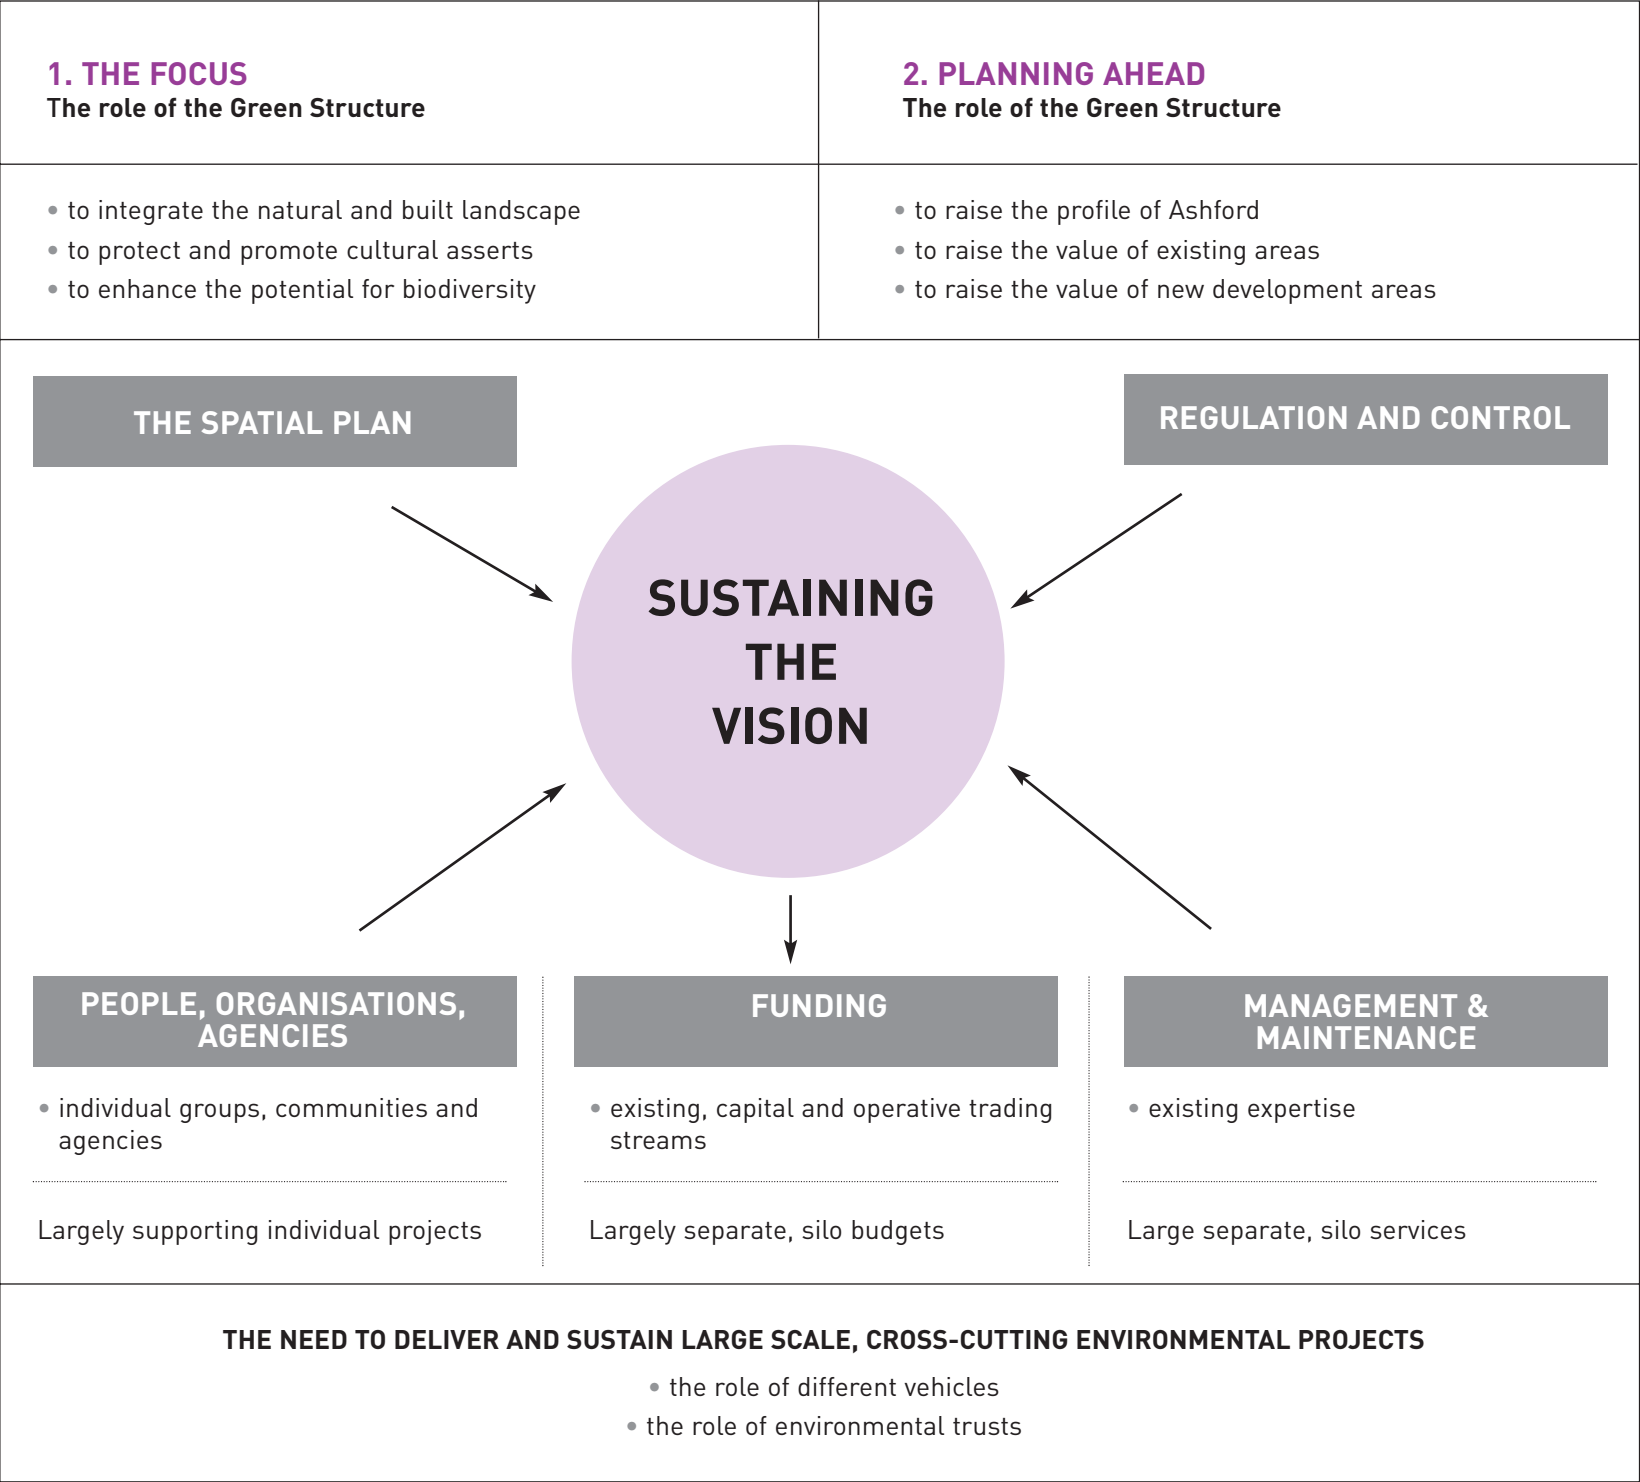 1. THE FOCUS
The role of the Green Structure
• to integrate the natural and built landscape
• to protect and promote cultural asserts
• to enhance the potential for biodiversity
2. PLANNING AHEAD
The role of the Green Structure
• to raise the profile of Ashford
• to raise the value of existing areas
• to raise the value of new development areas
THE SPATIAL PLAN
REGULATION AND CONTROL
SUSTAINING
THE
VISION
PEOPLE, ORGANISATIONS,
AGENCIES
• individual groups, communities and
agencies
Largely supporting individual projects
FUNDING
• existing, capital and operative trading
streams
Largely separate, silo budgets
MANAGEMENT &
MAINTENANCE
• existing expertise
Large separate, silo services
THE NEED TO DELIVER AND SUSTAIN LARGE SCALE, CROSS-CUTTING ENVIRONMENTAL PROJECTS
• the role of different vehicles
• the role of environmental trusts